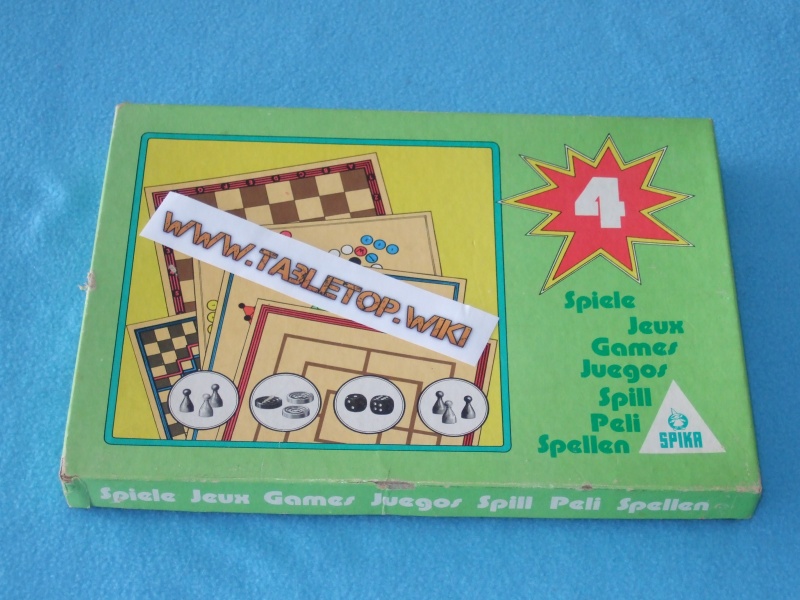 WWW.TABLETOP.WIKI
4
Spiele
Jeux
Games
Juegos
Spill
Peli
Spellen
SPIKA
Spiele Jeux Games Juegos Spill Peli Spellen